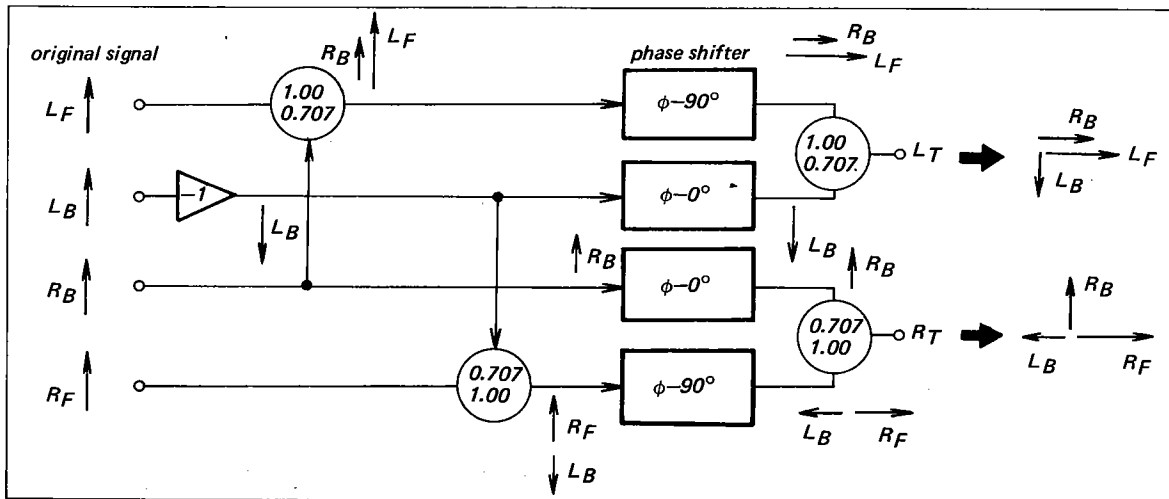 original signal
R_B
L_F
phase shifter
R_B
L_F
L_F
1.00
0.707
φ–90°
R_B
L_F
L_B
1.00
0.707.
L_T
L_B
–1
φ–0°
L_B
L_B
R_B
L_B
R_B
R_B
φ–0°
R_B
0.707
1.00
R_T
L_B
R_F
R_F
0.707
1.00
φ–90°
R_F
L_B
L_B
R_F